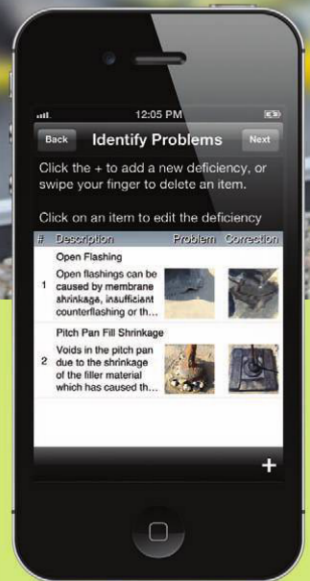 12:05 PM
Back Identify Problems Next
Click the + to add a new deficiency, or
swipe your finger to delete an item.
Click on an item to edit the deficiency
# Description Problem Correction
Open Flashing
1 Open flashings can be
caused by membrane
shrinkage, insufficient
counterflashing or th...
Pitch Pan Fill Shrinkage
2 Voids in the pitch pan
due to the shrinkage
of the filler material
which has caused th...
+